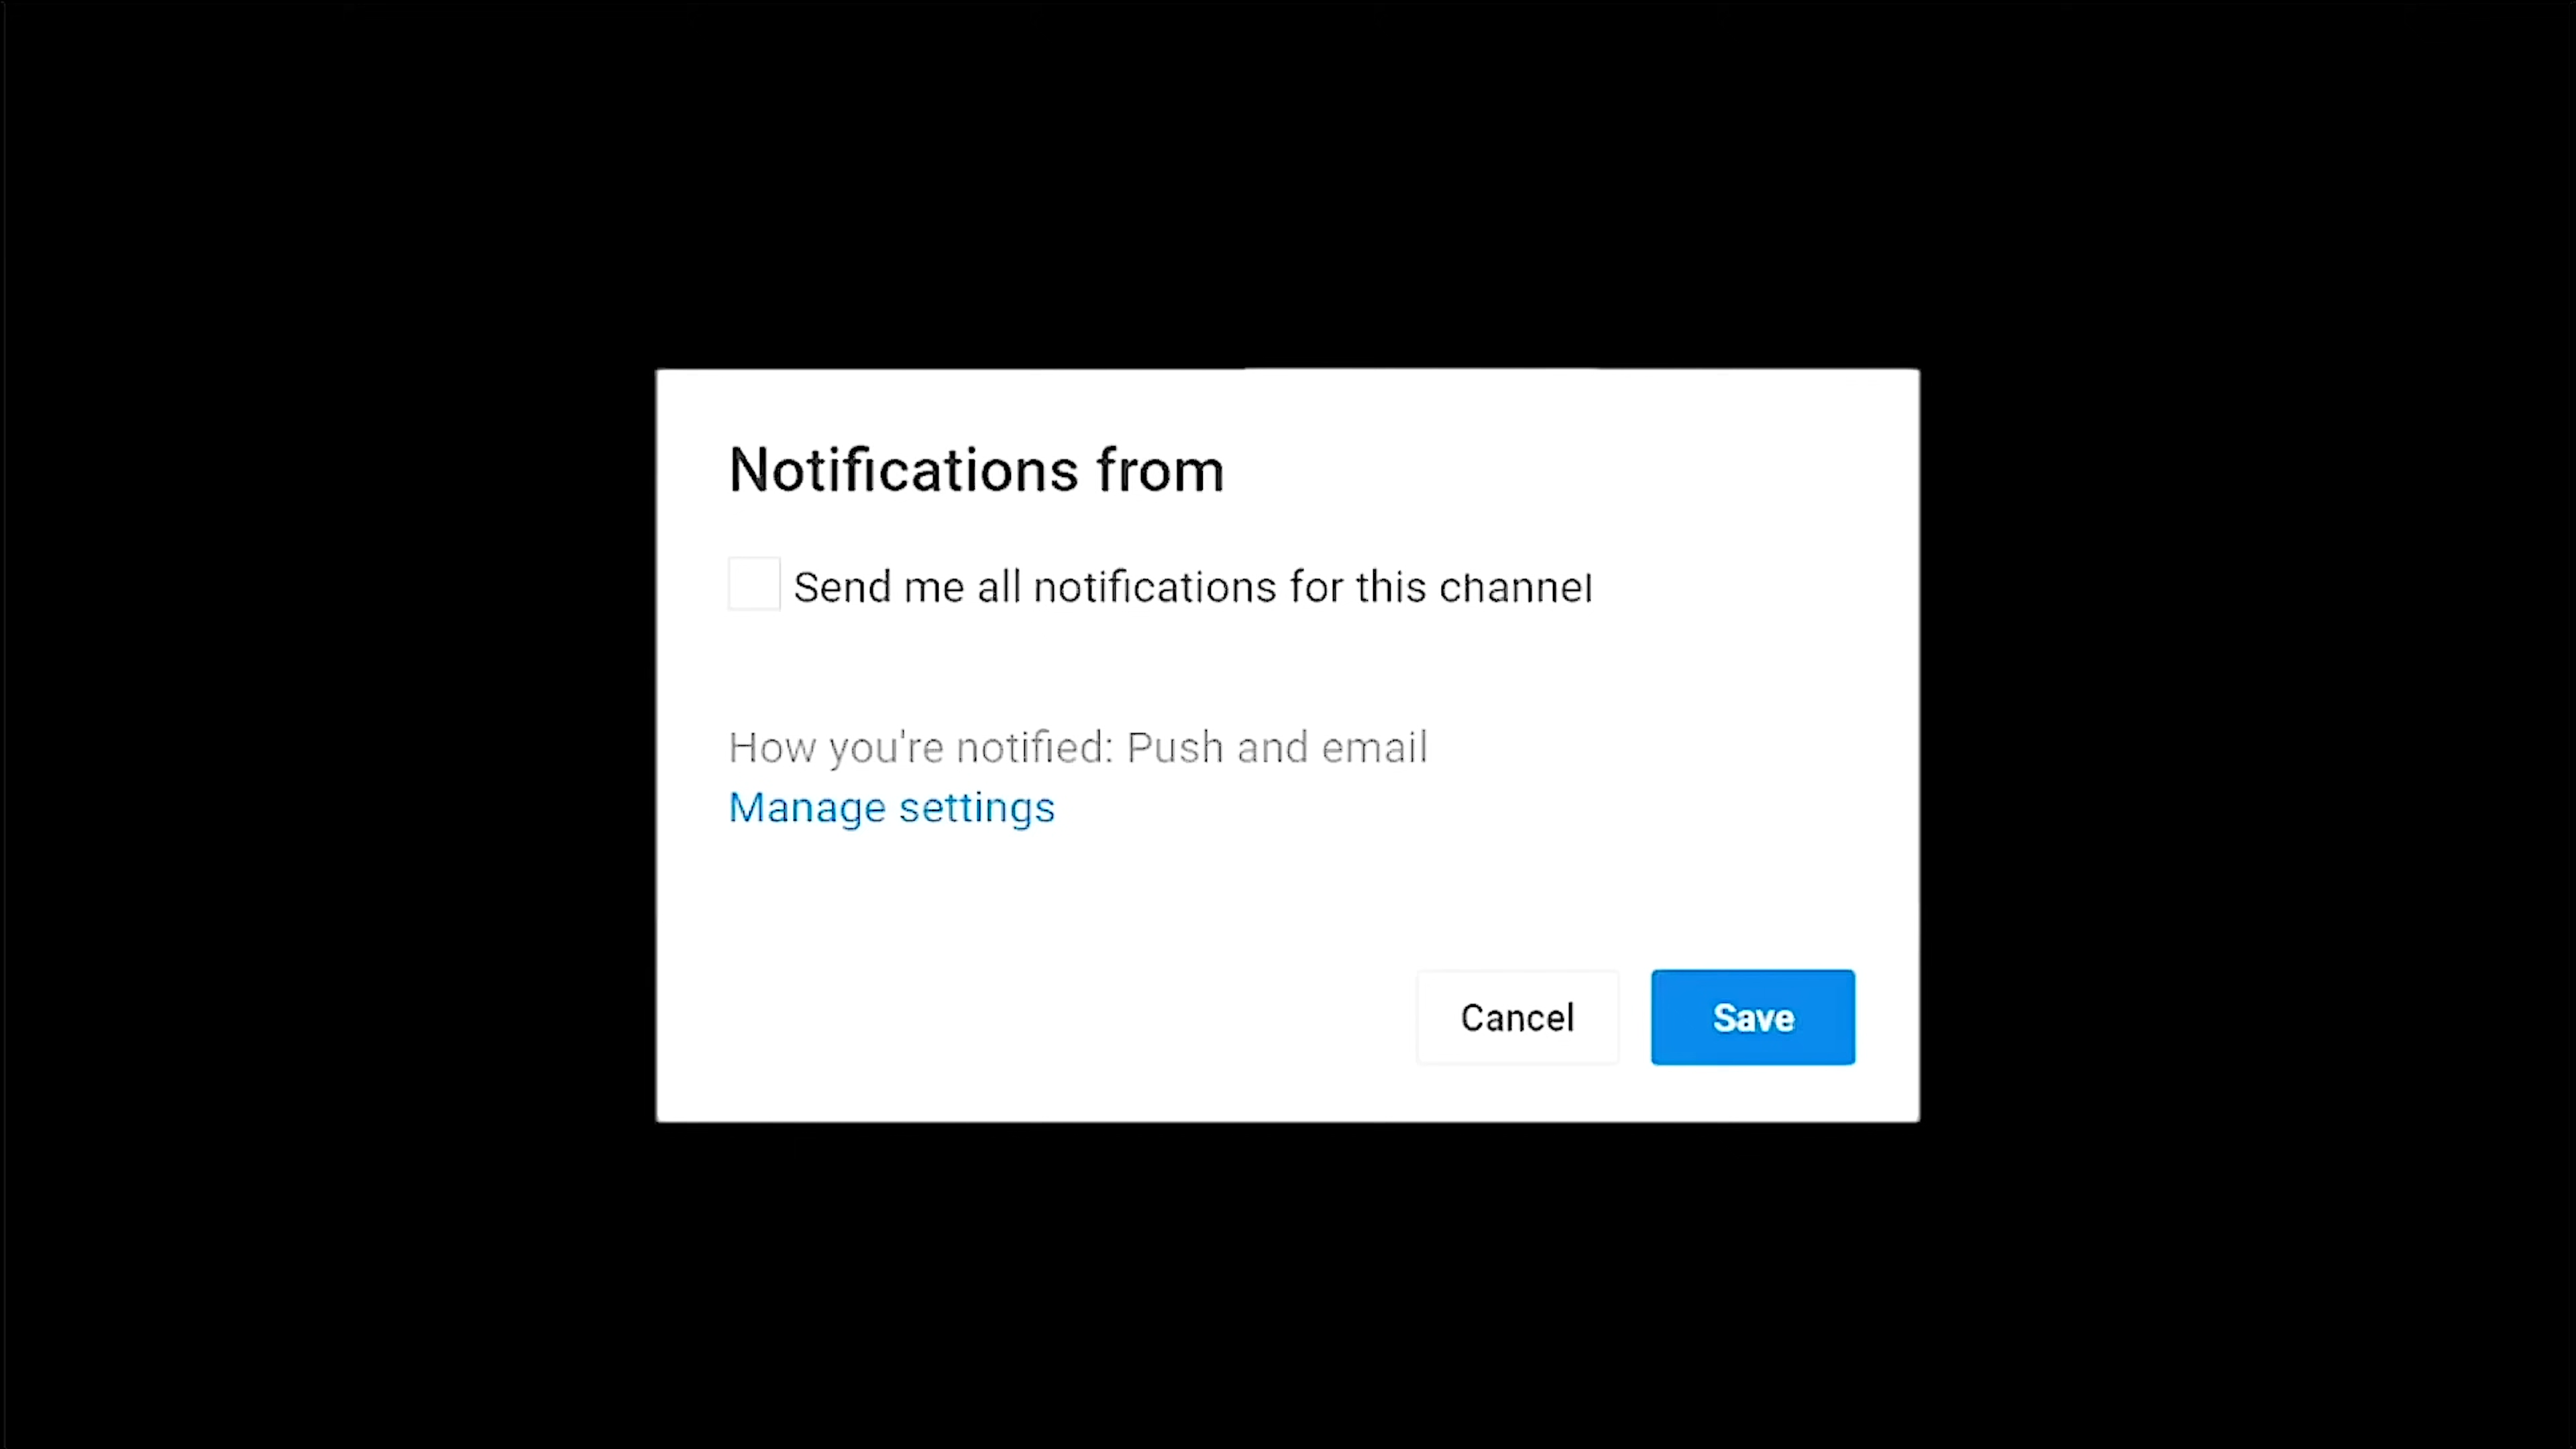 Notifications from
Send me all notifications for this channel
How you're notified: Push and email
Manage settings
Cancel
Save